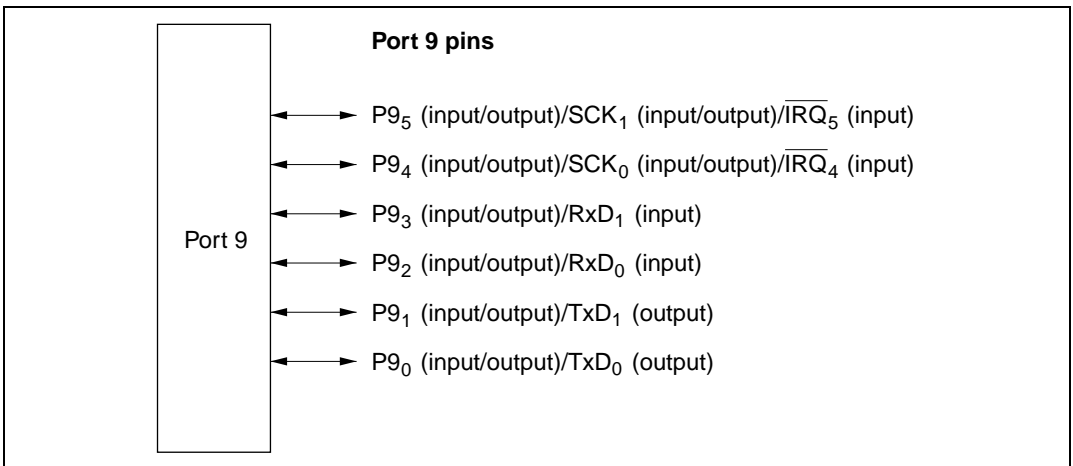 Port 9 pins
P9₅ (input/output)/SCK₁ (input/output)/I̅R̅Q̅₅ (input)
P9₄ (input/output)/SCK₀ (input/output)/I̅R̅Q̅₄ (input)
P9₃ (input/output)/RxD₁ (input)
Port 9
P9₂ (input/output)/RxD₀ (input)
P9₁ (input/output)/TxD₁ (output)
P9₀ (input/output)/TxD₀ (output)